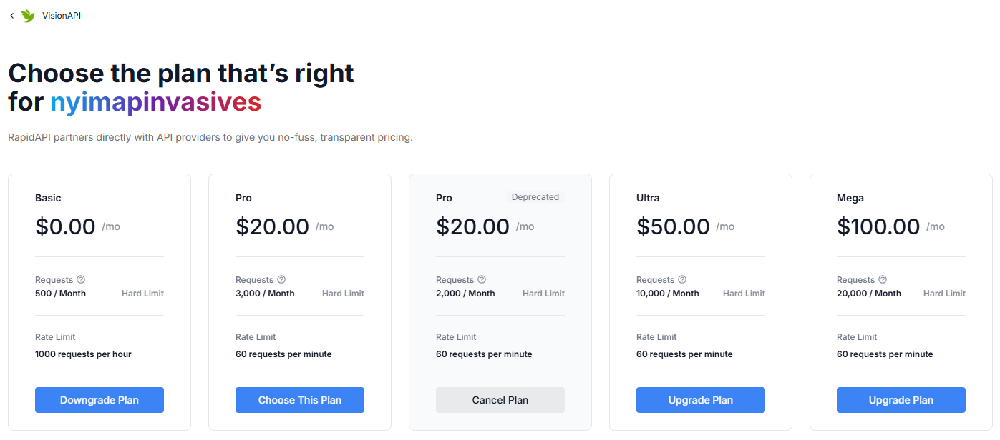 VisionAPI
Choose the plan that’s right
for nyimapinvasives
RapidAPI partners directly with API providers to give you no-fuss, transparent pricing.
Basic
$0.00 /mo
Requests
500 / Month Hard Limit
Rate Limit
1000 requests per hour
Downgrade Plan
Pro
$20.00 /mo
Requests
3,000 / Month Hard Limit
Rate Limit
60 requests per minute
Choose This Plan
Pro Deprecated
$20.00 /mo
Requests
2,000 / Month Hard Limit
Rate Limit
60 requests per minute
Cancel Plan
Ultra
$50.00 /mo
Requests
10,000 / Month Hard Limit
Rate Limit
60 requests per minute
Upgrade Plan
Mega
$100.00 /mo
Requests
20,000 / Month Hard Limit
Rate Limit
60 requests per minute
Upgrade Plan